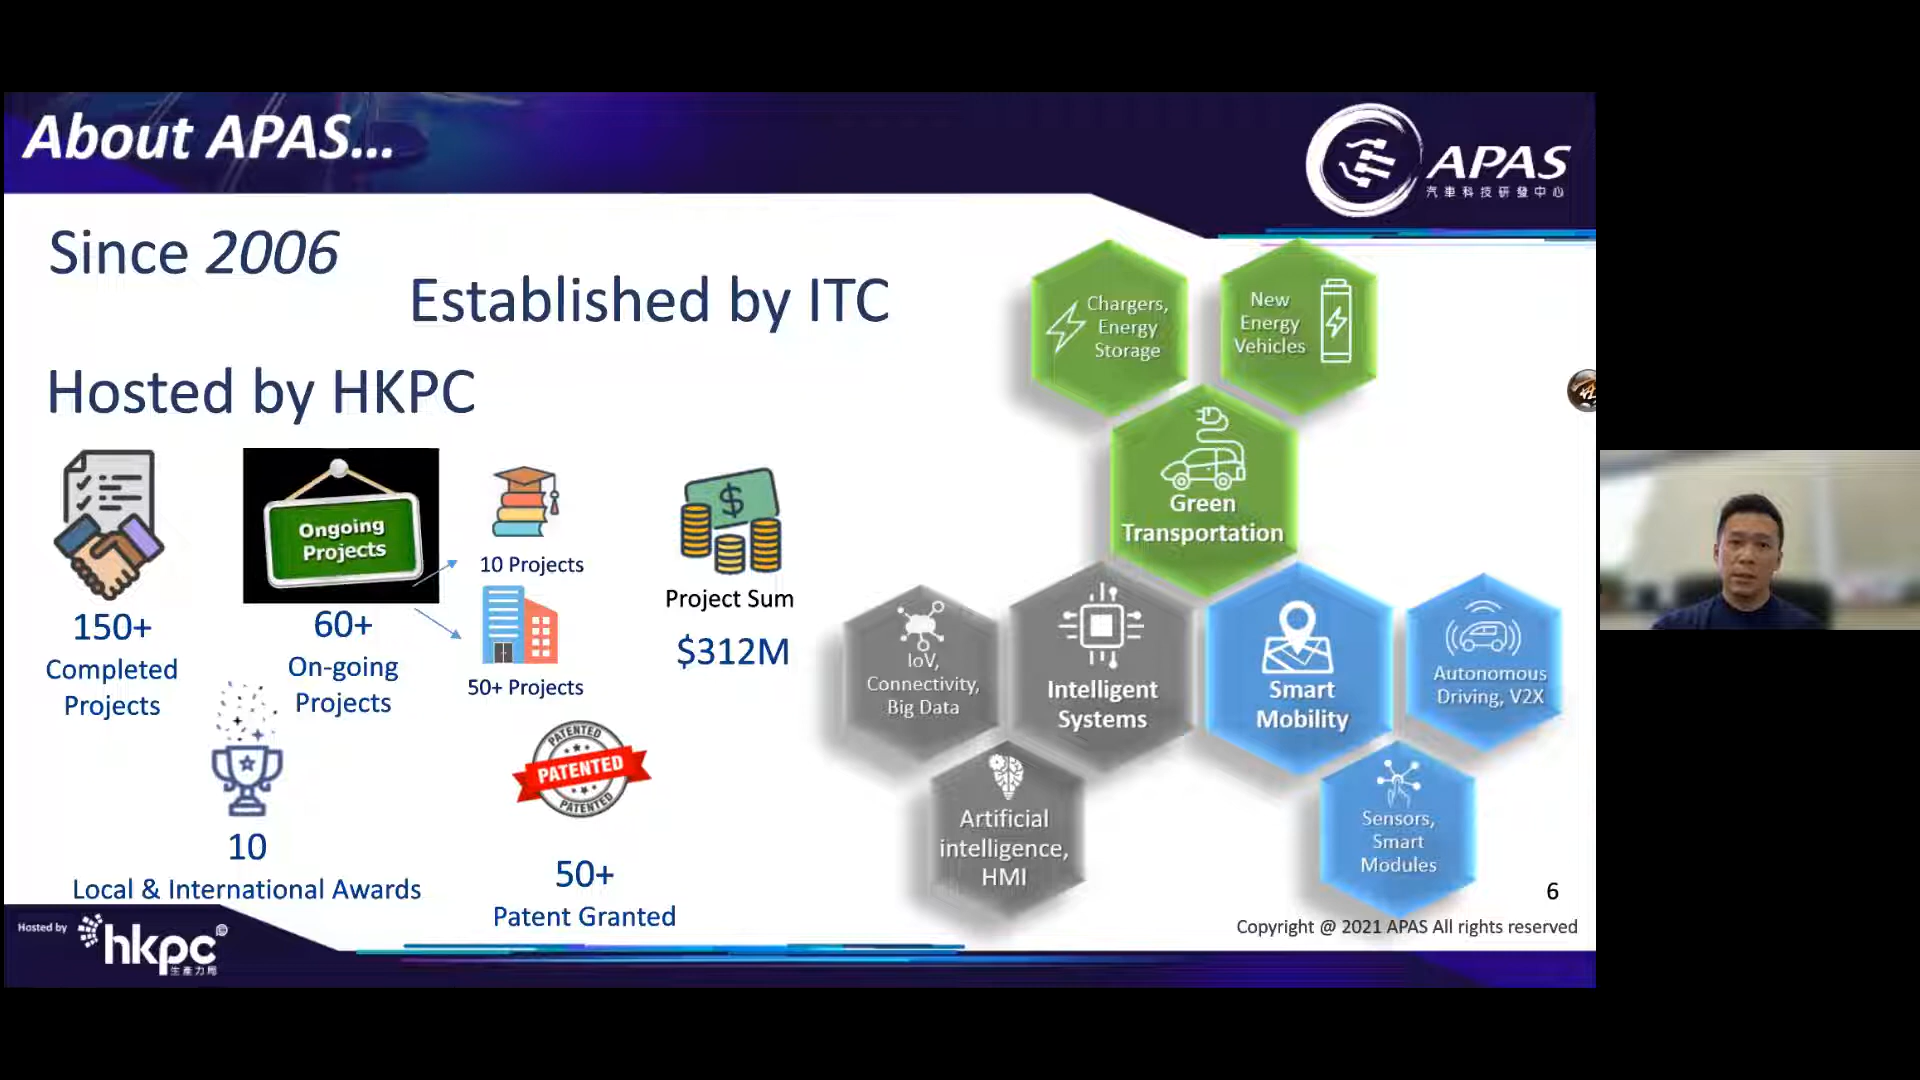 About APAS...
APAS
汽車科技研發中心
Since 2006
Established by ITC
Hosted by HKPC
Ongoing
Projects
10 Projects
50+ Projects
150+
Completed
Projects
60+
On-going
Projects
Project Sum
$312M
10
Local & International Awards
PATENTED
PATENTED
PATENTED
50+
Patent Granted
Chargers,
Energy
Storage
New
Energy
Vehicles
Green
Transportation
IoV,
Connectivity,
Big Data
Intelligent
Systems
Smart
Mobility
Autonomous
Driving, V2X
Artificial
intelligence,
HMI
Sensors,
Smart
Modules
6
Copyright @ 2021 APAS All rights reserved
Hosted by
hkpc
生產力局